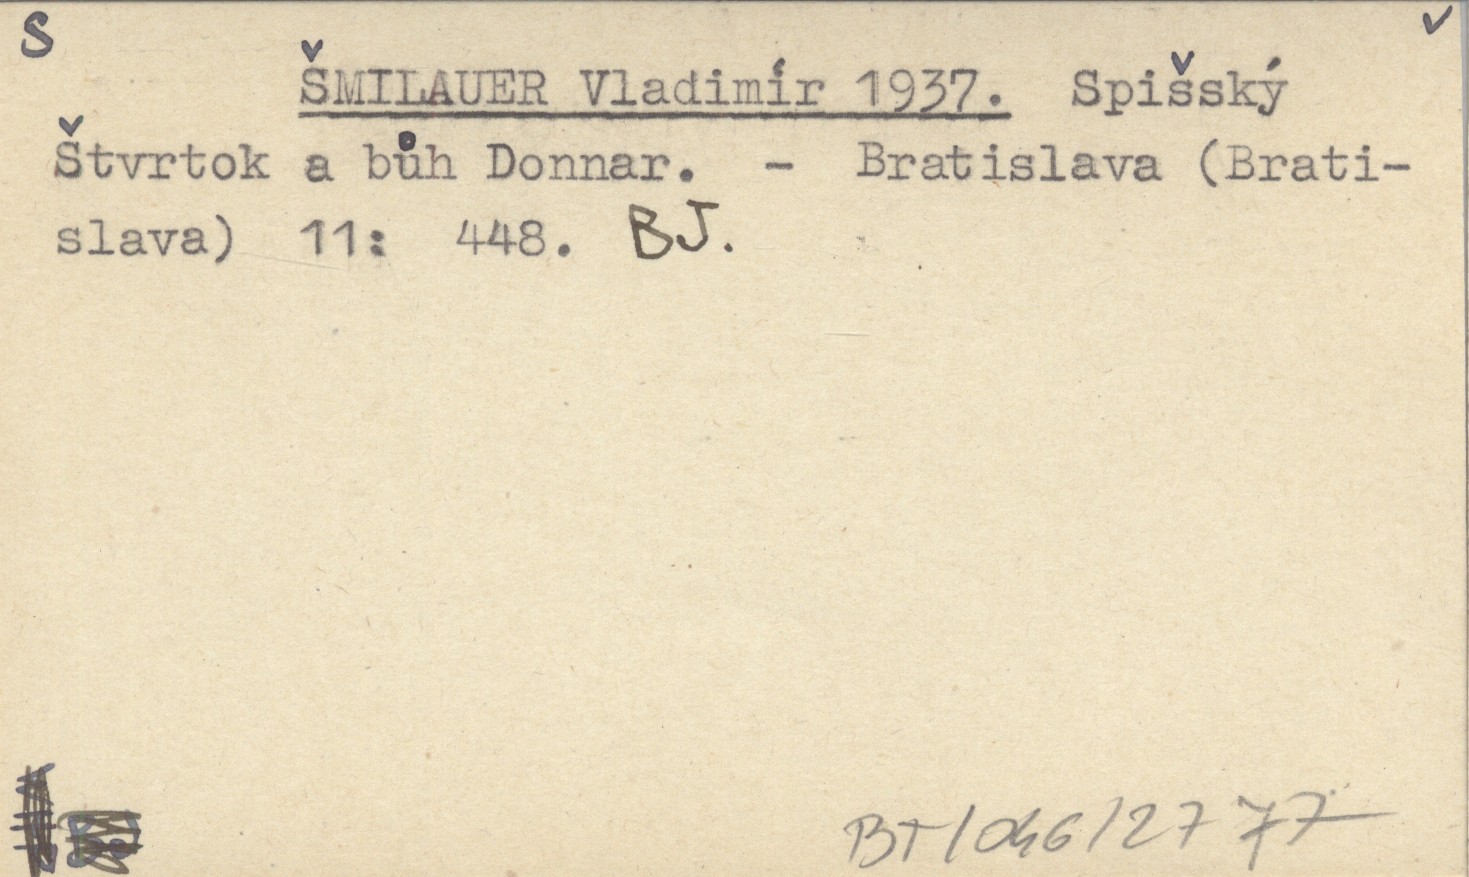 S ✓
ŠMILAUER Vladimír 1937. Spišský
Štvrtok a bůh Donnar. - Bratislava (Brati-
slava) 11: 448. BJ.
BT/046/27 77